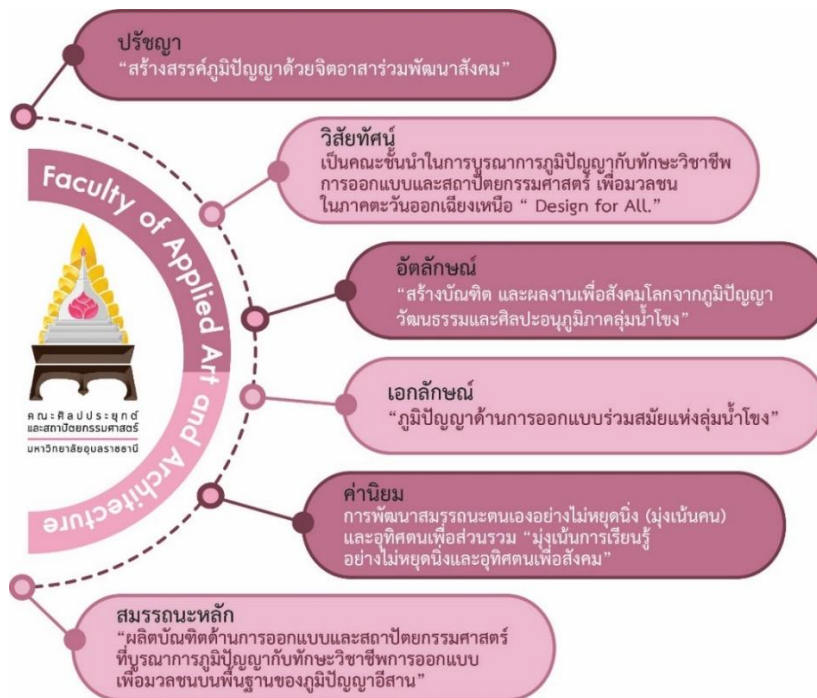 ปรัชญา
“สร้างสรรค์ภูมิปัญญาด้วยจิตอาสาร่วมพัฒนาสังคม”
วิสัยทัศน์
เป็นคณะชั้นนำในการบูรณาการภูมิปัญญากับทักษะวิชาชีพ
การออกแบบและสถาปัตยกรรมศาสตร์ เพื่อมวลชน
ในภาคตะวันออกเฉียงเหนือ “ Design for All.”
Faculty of Applied Art and Architecture
คณะศิลปประยุกต์
และสถาปัตยกรรมศาสตร์
มหาวิทยาลัยอุบลราชธานี
อัตลักษณ์
“สร้างบัณฑิต และผลงานเพื่อสังคมโลกจากภูมิปัญญา
วัฒนธรรมและศิลปะอนุภูมิภาคลุ่มน้ำโขง”
เอกลักษณ์
“ภูมิปัญญาด้านการออกแบบร่วมสมัยแห่งลุ่มน้ำโขง”
ค่านิยม
การพัฒนาสมรรถนะตนเองอย่างไม่หยุดนิ่ง (มุ่งเน้นคน)
และอุทิศตนเพื่อส่วนรวม “มุ่งเน้นการเรียนรู้
อย่างไม่หยุดนิ่งและอุทิศตนเพื่อสังคม”
สมรรถนะหลัก
“ผลิตบัณฑิตด้านการออกแบบและสถาปัตยกรรมศาสตร์
ที่บูรณาการภูมิปัญญากับทักษะวิชาชีพการออกแบบ
เพื่อมวลชนบนพื้นฐานของภูมิปัญญาอีสาน”